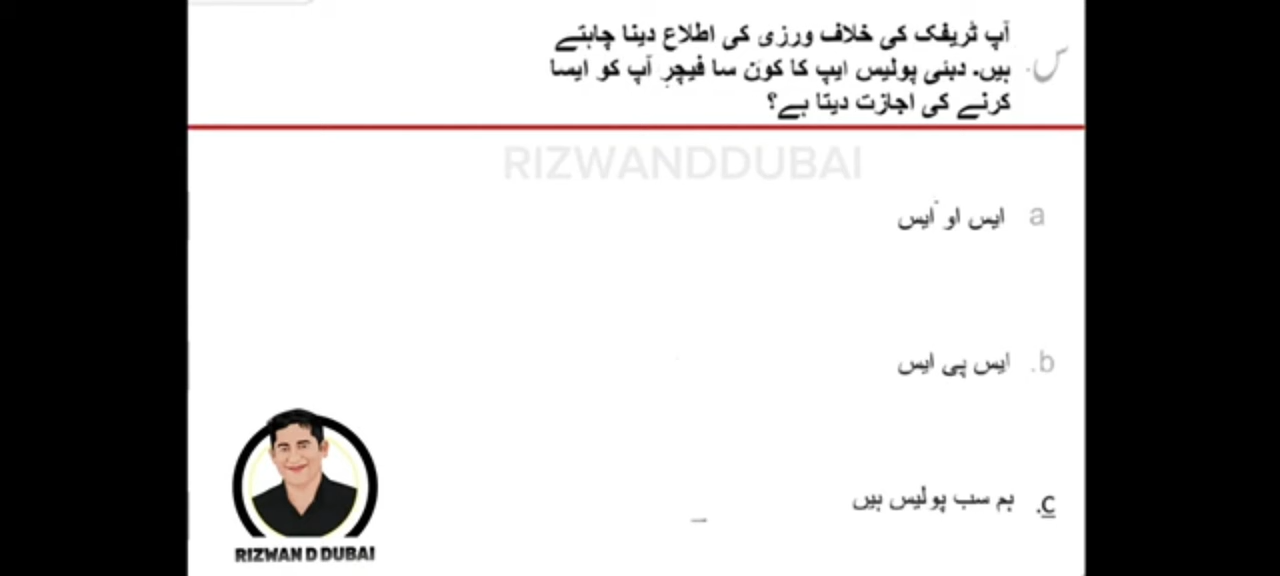 س. آپ ٹریفک کی خلاف ورزی کی اطلاع دینا چاہتے
ہیں۔ دبئی پولیس ایپ کا کون سا فیچر آپ کو ایسا
کرنے کی اجازت دیتا ہے؟
RIZWANDDUBAI
a ایس او ایس
b. ایس پی ایس
c. ہم سب پولیس ہیں
RIZWAN D DUBAI